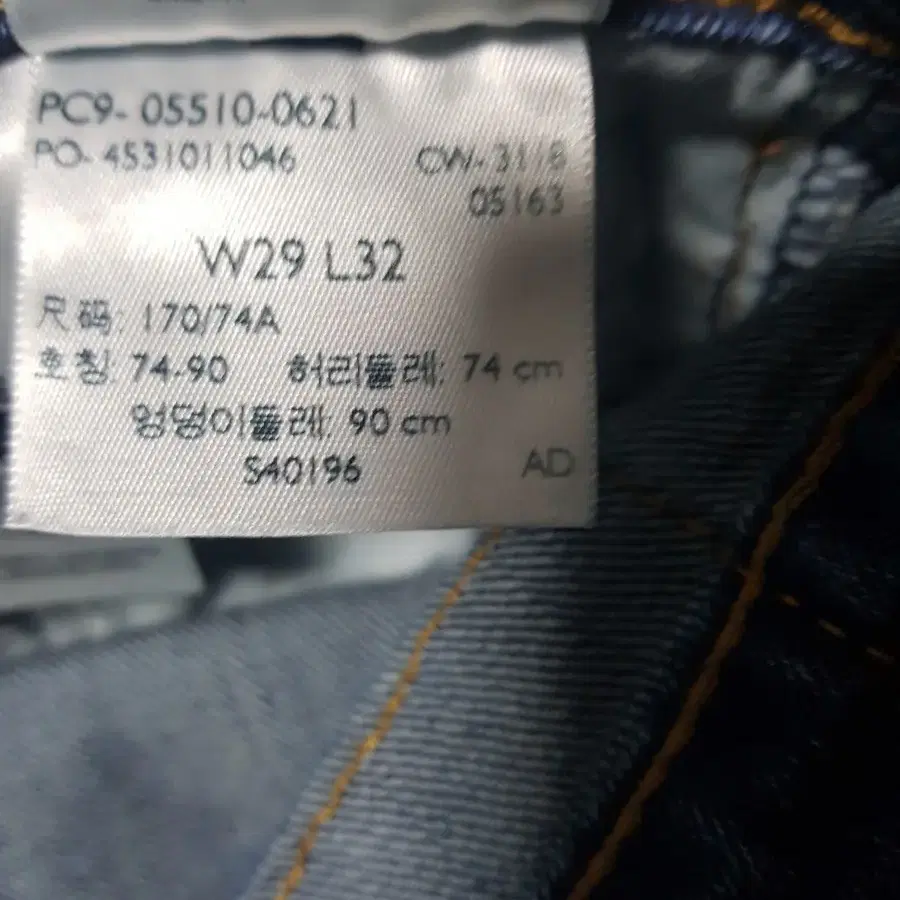 PC9- 05510-0621
PO- 4531011046 CW- 3118
05163
W29 L32
尺码: 170/74A
호칭: 74-90 허리둘레: 74 cm
엉덩이둘레: 90 cm
S40196 AD